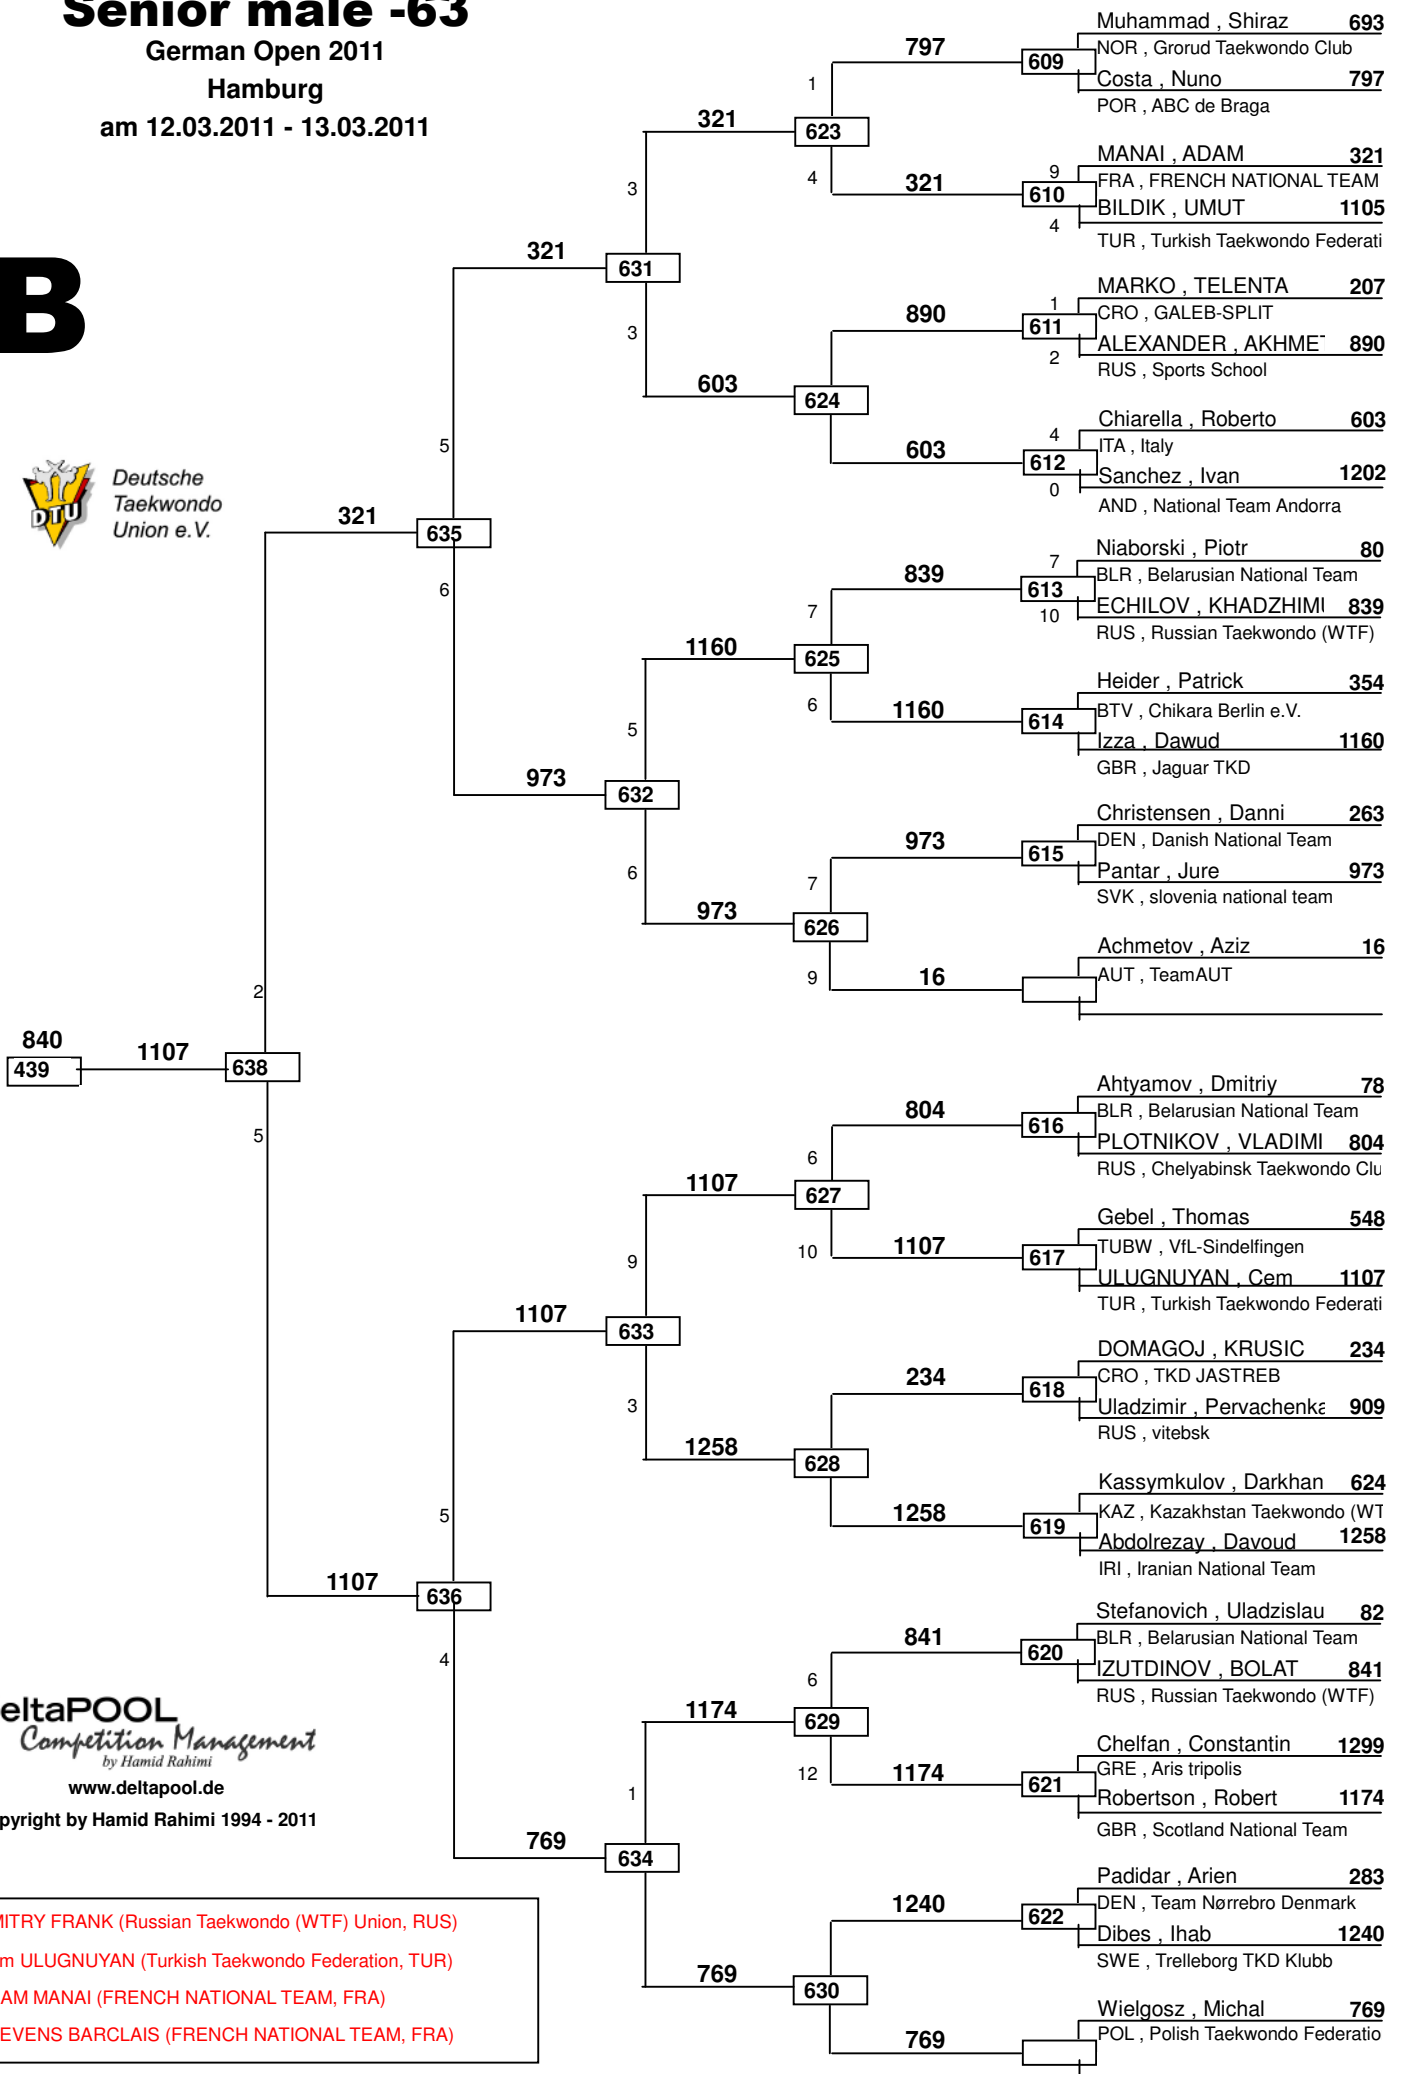 Senior male -63
German Open 2011
Hamburg
am 12.03.2011 - 13.03.2011
B
DTU
Deutsche
Taekwondo
Union e.V.
Muhammad , Shiraz 693
NOR , Grorud Taekwondo Club
797
609
Costa , Nuno 797
POR , ABC de Braga
1
321
623
4
MANAI , ADAM 321
9
FRA , FRENCH NATIONAL TEAM
321
610
BILDIK , UMUT 1105
4
TUR , Turkish Taekwondo Federati
3
321
631
3
MARKO , TELENTA 207
1
CRO , GALEB-SPLIT
890
611
ALEXANDER , AKHME 890
2
RUS , Sports School
603
624
Chiarella , Roberto 603
4
ITA , Italy
603
612
Sanchez , Ivan 1202
0
AND , National Team Andorra
5
321
635
6
Niaborski , Piotr 80
7
BLR , Belarusian National Team
839
613
ECHILOV , KHADZHIM 839
10
RUS , Russian Taekwondo (WTF)
7
1160
625
6
Heider , Patrick 354
BTV , Chikara Berlin e.V.
1160
614
Izza , Dawud 1160
GBR , Jaguar TKD
5
973
632
6
Christensen , Danni 263
DEN , Danish National Team
973
615
Pantar , Jure 973
SVK , slovenia national team
7
973
626
9
Achmetov , Aziz 16
AUT , TeamAUT
16
2
840
439
1107
638
5
Ahtyamov , Dmitriy 78
BLR , Belarusian National Team
804
616
PLOTNIKOV , VLADIMI 804
RUS , Chelyabinsk Taekwondo Clu
6
1107
627
10
Gebel , Thomas 548
TUBW , VfL-Sindelfingen
1107
617
ULUGNUYAN , Cem 1107
TUR , Turkish Taekwondo Federati
9
1107
633
3
DOMAGOJ , KRUSIC 234
CRO , TKD JASTREB
234
618
Uladzimir , Pervachenka 909
RUS , vitebsk
1258
628
Kassymkulov , Darkhan 624
KAZ , Kazakhstan Taekwondo (WT
1258
619
Abdolrezay , Davoud 1258
IRI , Iranian National Team
5
1107
636
4
Stefanovich , Uladzislau 82
BLR , Belarusian National Team
841
620
IZUTDINOV , BOLAT 841
RUS , Russian Taekwondo (WTF)
6
1174
629
12
Chelfan , Constantin 1299
GRE , Aris tripolis
1174
621
Robertson , Robert 1174
GBR , Scotland National Team
1
769
634
Padidar , Arien 283
DEN , Team Nørrebro Denmark
1240
622
Dibes , Ihab 1240
SWE , Trelleborg TKD Klubb
769
630
Wielgosz , Michal 769
POL , Polish Taekwondo Federatio
769
eltaPOOL
Competition Management
by Hamid Rahimi
www.deltapool.de
pyright by Hamid Rahimi 1994 - 2011
MITRY FRANK (Russian Taekwondo (WTF) Union, RUS)
m ULUGNUYAN (Turkish Taekwondo Federation, TUR)
AM MANAI (FRENCH NATIONAL TEAM, FRA)
EVENS BARCLAIS (FRENCH NATIONAL TEAM, FRA)